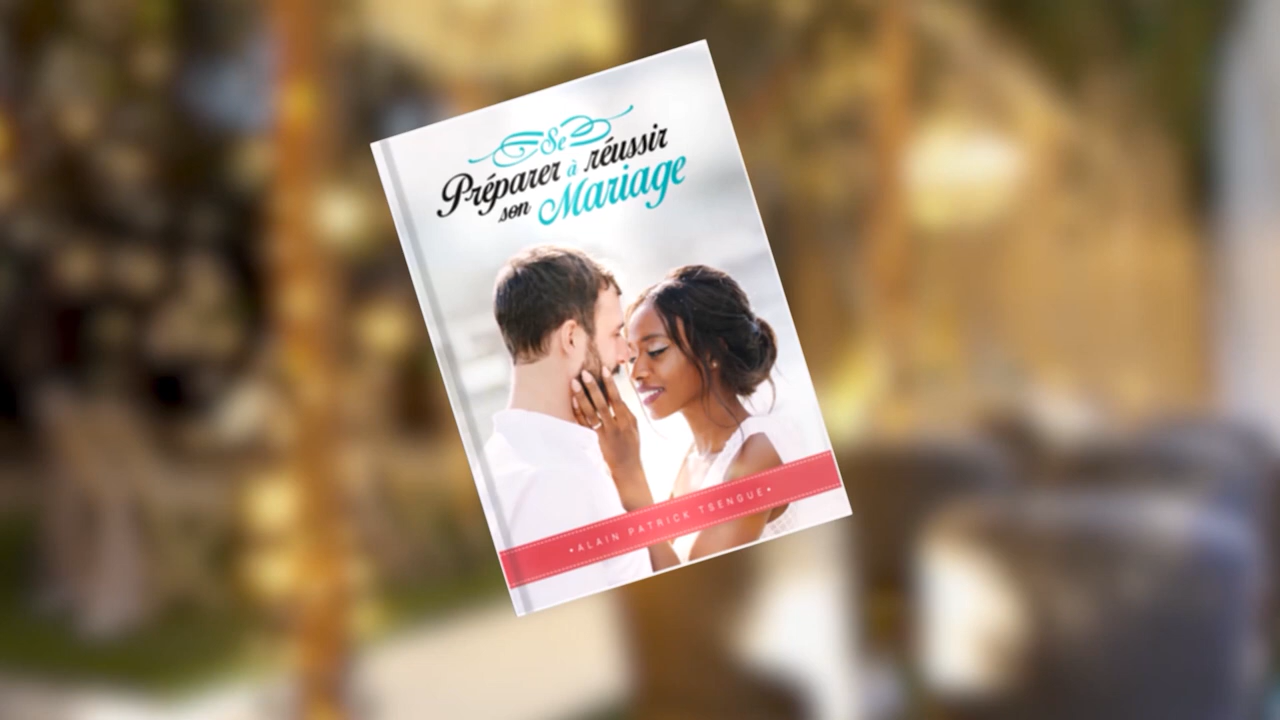 Se
Préparer à réussir
son Mariage
•ALAIN PATRICK TSENGUE•